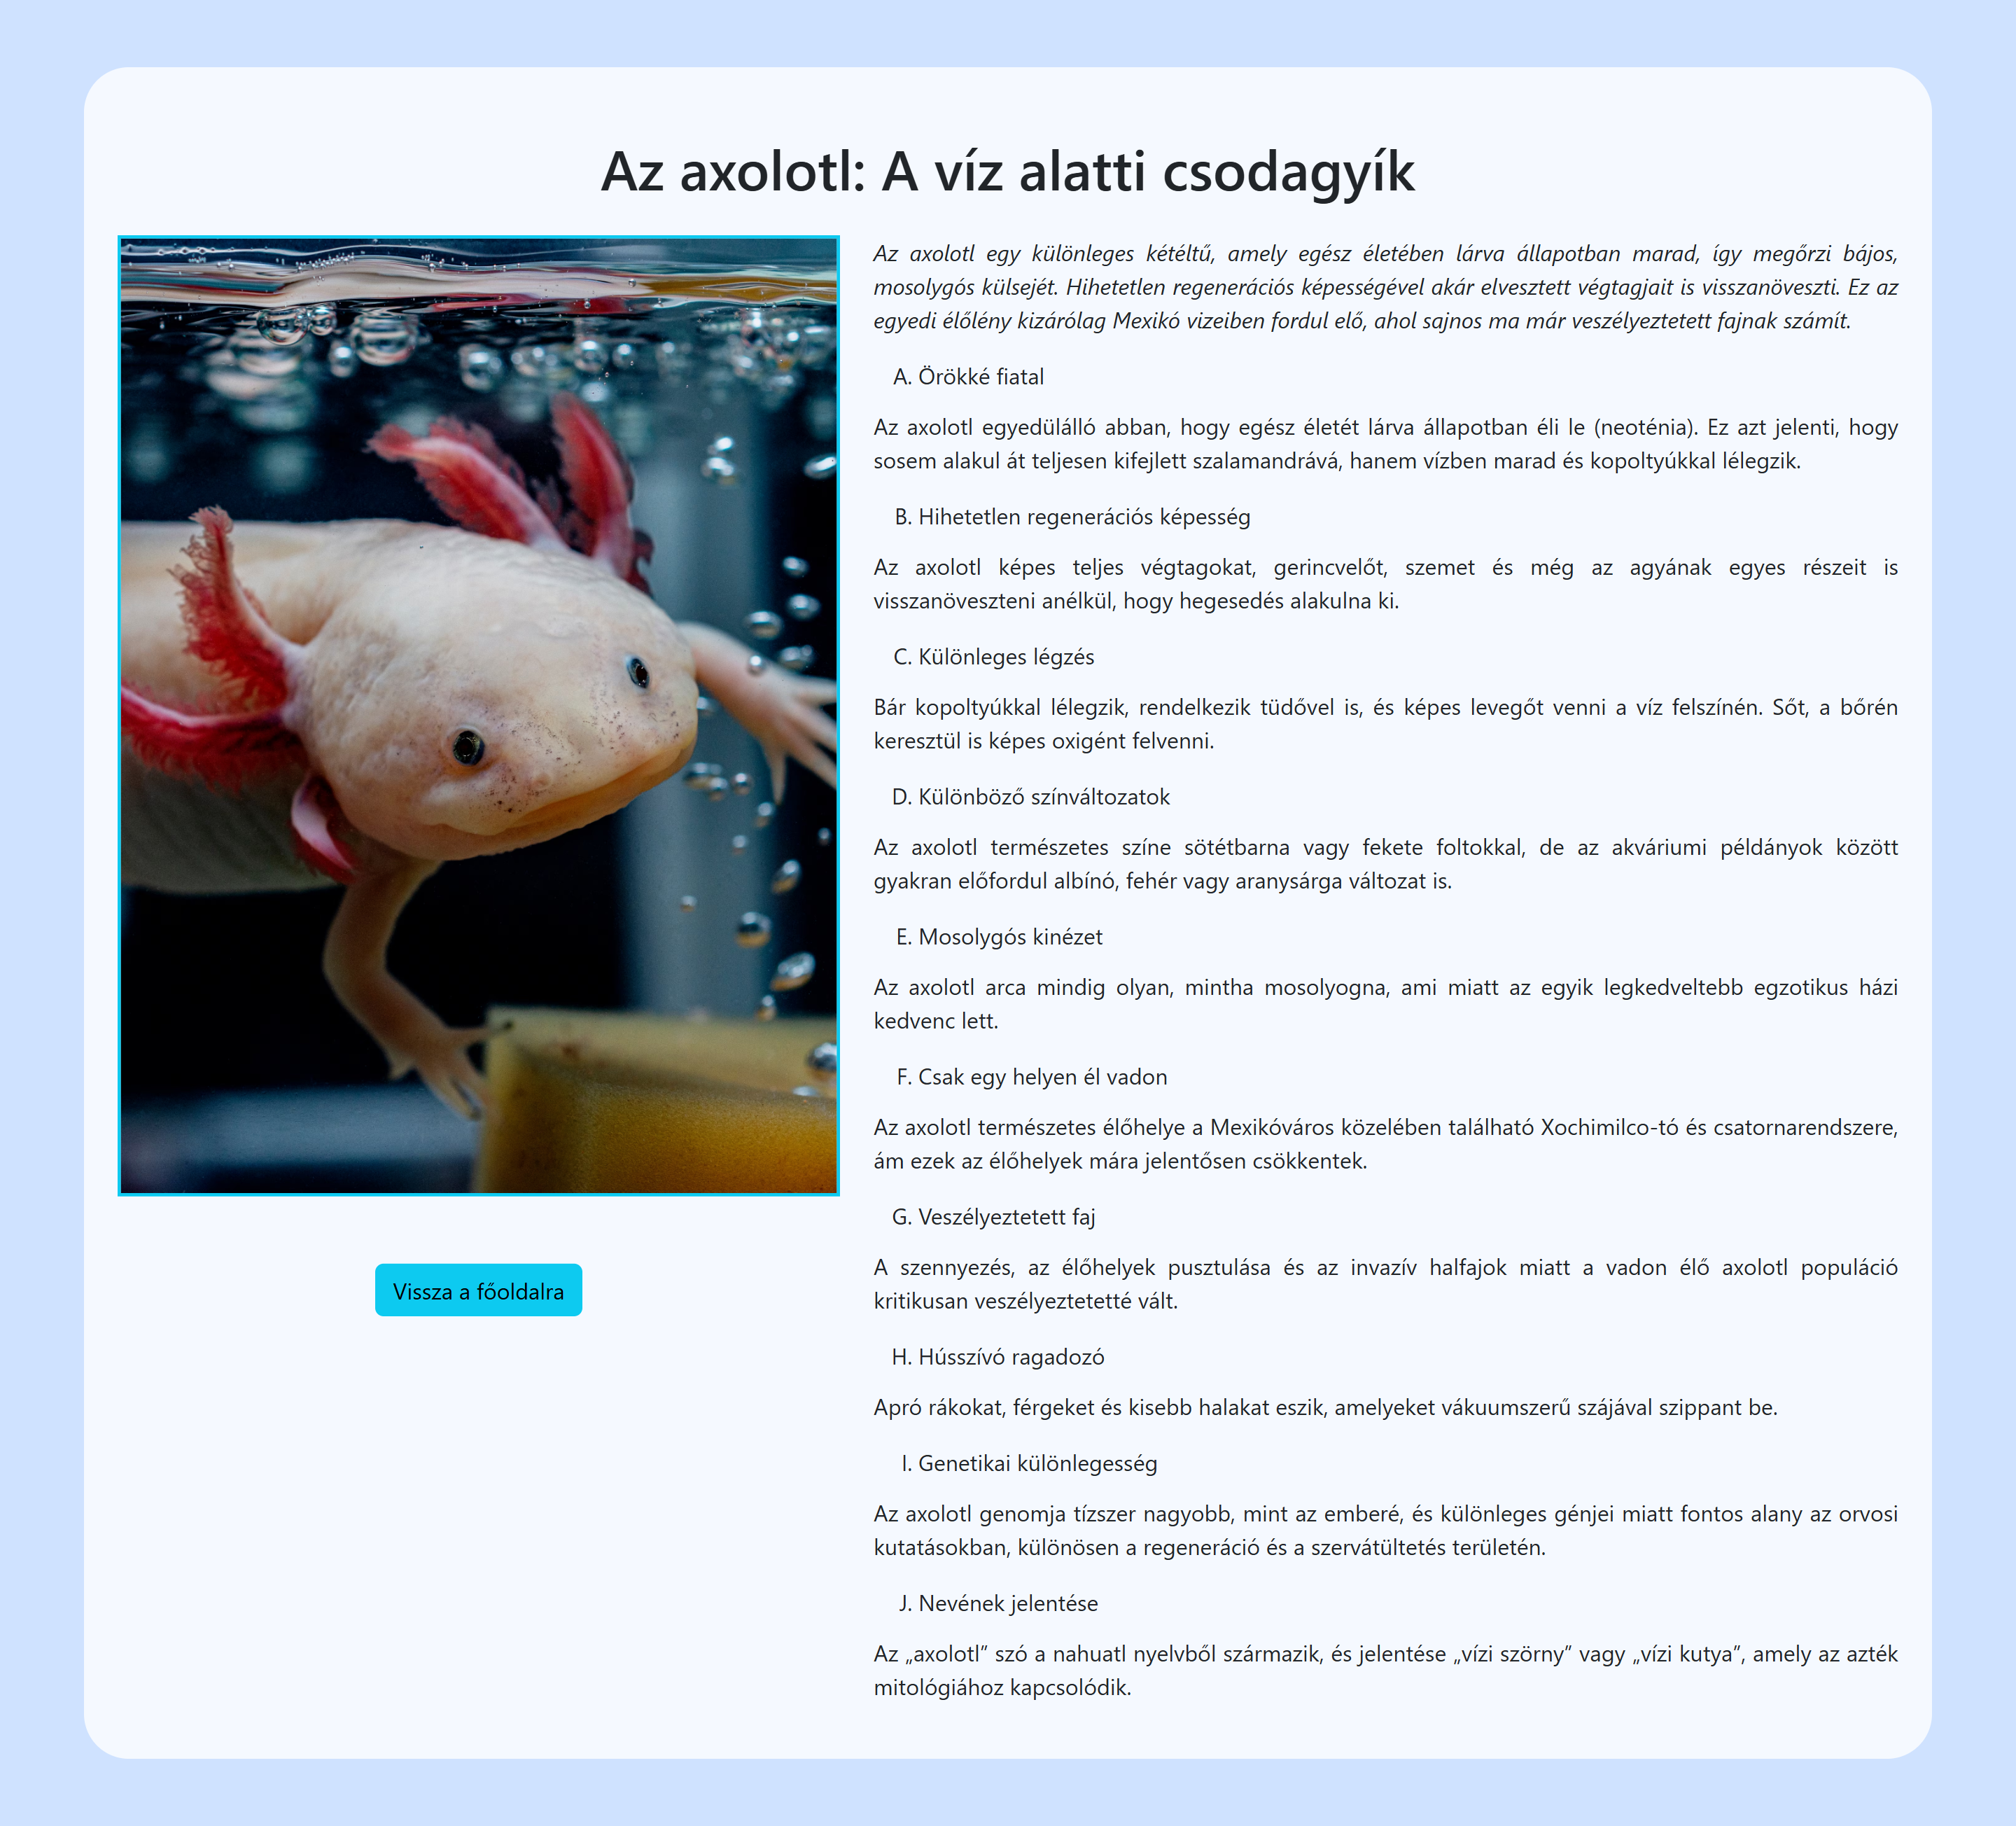 Az axolotl: A víz alatti csodagyík
Az axolotl egy különleges kétéltű, amely egész életében lárva állapotban marad, így megőrzi bájos,
mosolygós külsejét. Hihetetlen regenerációs képességével akár elvesztett végtagjait is visszanöveszti. Ez az
egyedi élőlény kizárólag Mexikó vizeiben fordul elő, ahol sajnos ma már veszélyeztetett fajnak számít.
A. Örökké fiatal
Az axolotl egyedülálló abban, hogy egész életét lárva állapotban éli le (neoténia). Ez azt jelenti, hogy
sosem alakul át teljesen kifejlett szalamandrává, hanem vízben marad és kopoltyúkkal lélegzik.
B. Hihetetlen regenerációs képesség
Az axolotl képes teljes végtagokat, gerincvelőt, szemet és még az agyának egyes részeit is
visszanöveszteni anélkül, hogy hegesedés alakulna ki.
C. Különleges légzés
Bár kopoltyúkkal lélegzik, rendelkezik tüdővel is, és képes levegőt venni a víz felszínén. Sőt, a bőrén
keresztül is képes oxigént felvenni.
D. Különböző színváltozatok
Az axolotl természetes színe sötétbarna vagy fekete foltokkal, de az akváriumi példányok között
gyakran előfordul albínó, fehér vagy aranysárga változat is.
E. Mosolygós kinézet
Az axolotl arca mindig olyan, mintha mosolyogna, ami miatt az egyik legkedveltebb egzotikus házi
kedvenc lett.
F. Csak egy helyen él vadon
Az axolotl természetes élőhelye a Mexikóváros közelében található Xochimilco-tó és csatornarendszere,
ám ezek az élőhelyek mára jelentősen csökkentek.
G. Veszélyeztetett faj
A szennyezés, az élőhelyek pusztulása és az invazív halfajok miatt a vadon élő axolotl populáció
kritikusan veszélyeztetetté vált.
H. Hússzívó ragadozó
Apró rákokat, férgeket és kisebb halakat eszik, amelyeket vákuumszerű szájával szippant be.
I. Genetikai különlegesség
Az axolotl genomja tízszer nagyobb, mint az emberé, és különleges génjei miatt fontos alany az orvosi
kutatásokban, különösen a regeneráció és a szervátültetés területén.
J. Nevének jelentése
Az „axolotl” szó a nahuatl nyelvből származik, és jelentése „vízi szörny” vagy „vízi kutya”, amely az azték
mitológiához kapcsolódik.
Vissza a főoldalra